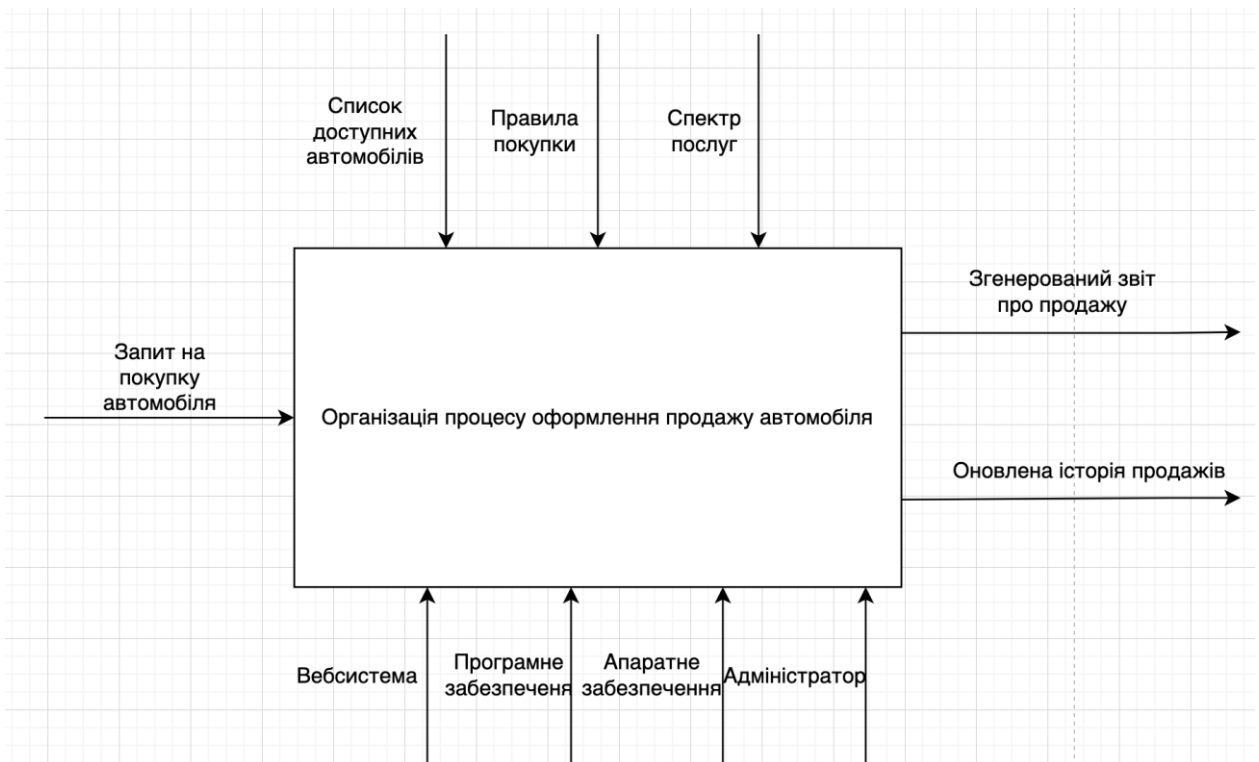 Список
доступних
автомобілів
Правила
покупки
Спектр
послуг
Згенерований звіт
про продажу
Запит на
покупку
автомобіля
Організація процесу оформлення продажу автомобіля
Оновлена історія продажів
Вебсистема
Програмне
забезпеченя
Апаратне
забезпечення
Адміністратор